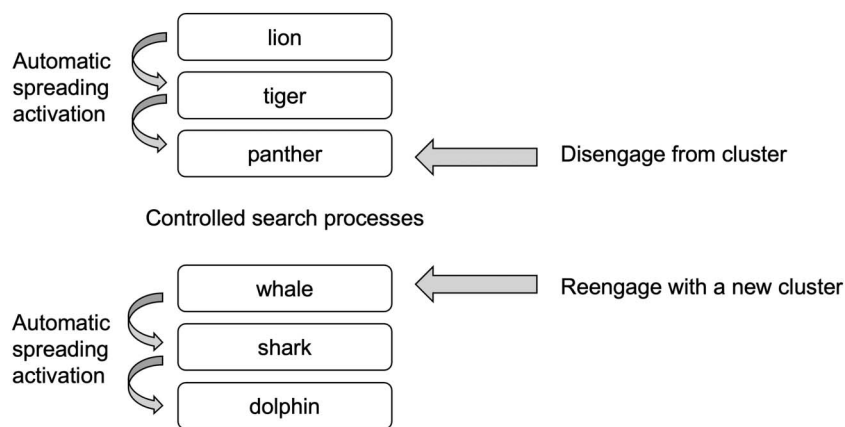 lion
Automatic
spreading
activation
tiger
panther
Disengage from cluster
Controlled search processes
whale
Reengage with a new cluster
Automatic
spreading
activation
shark
dolphin